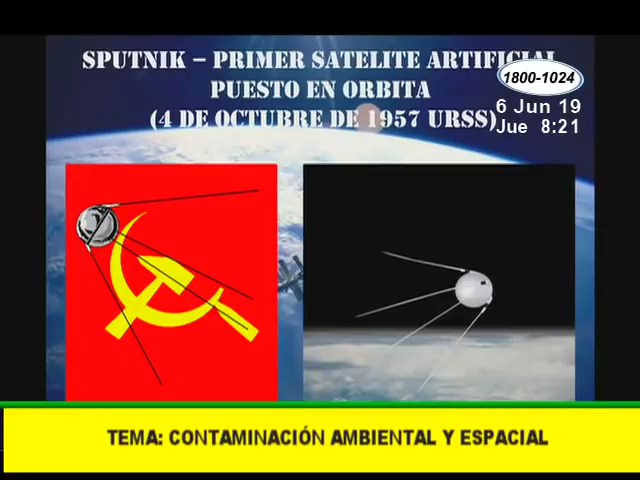 SPUTNIK – PRIMER SATELITE ARTIFICIAL
PUESTO EN ORBITA
(4 DE OCTUBRE DE 1957 URSS)
1800-1024
6 Jun 19
Jue 8:21
TEMA: CONTAMINACIÓN AMBIENTAL Y ESPACIAL